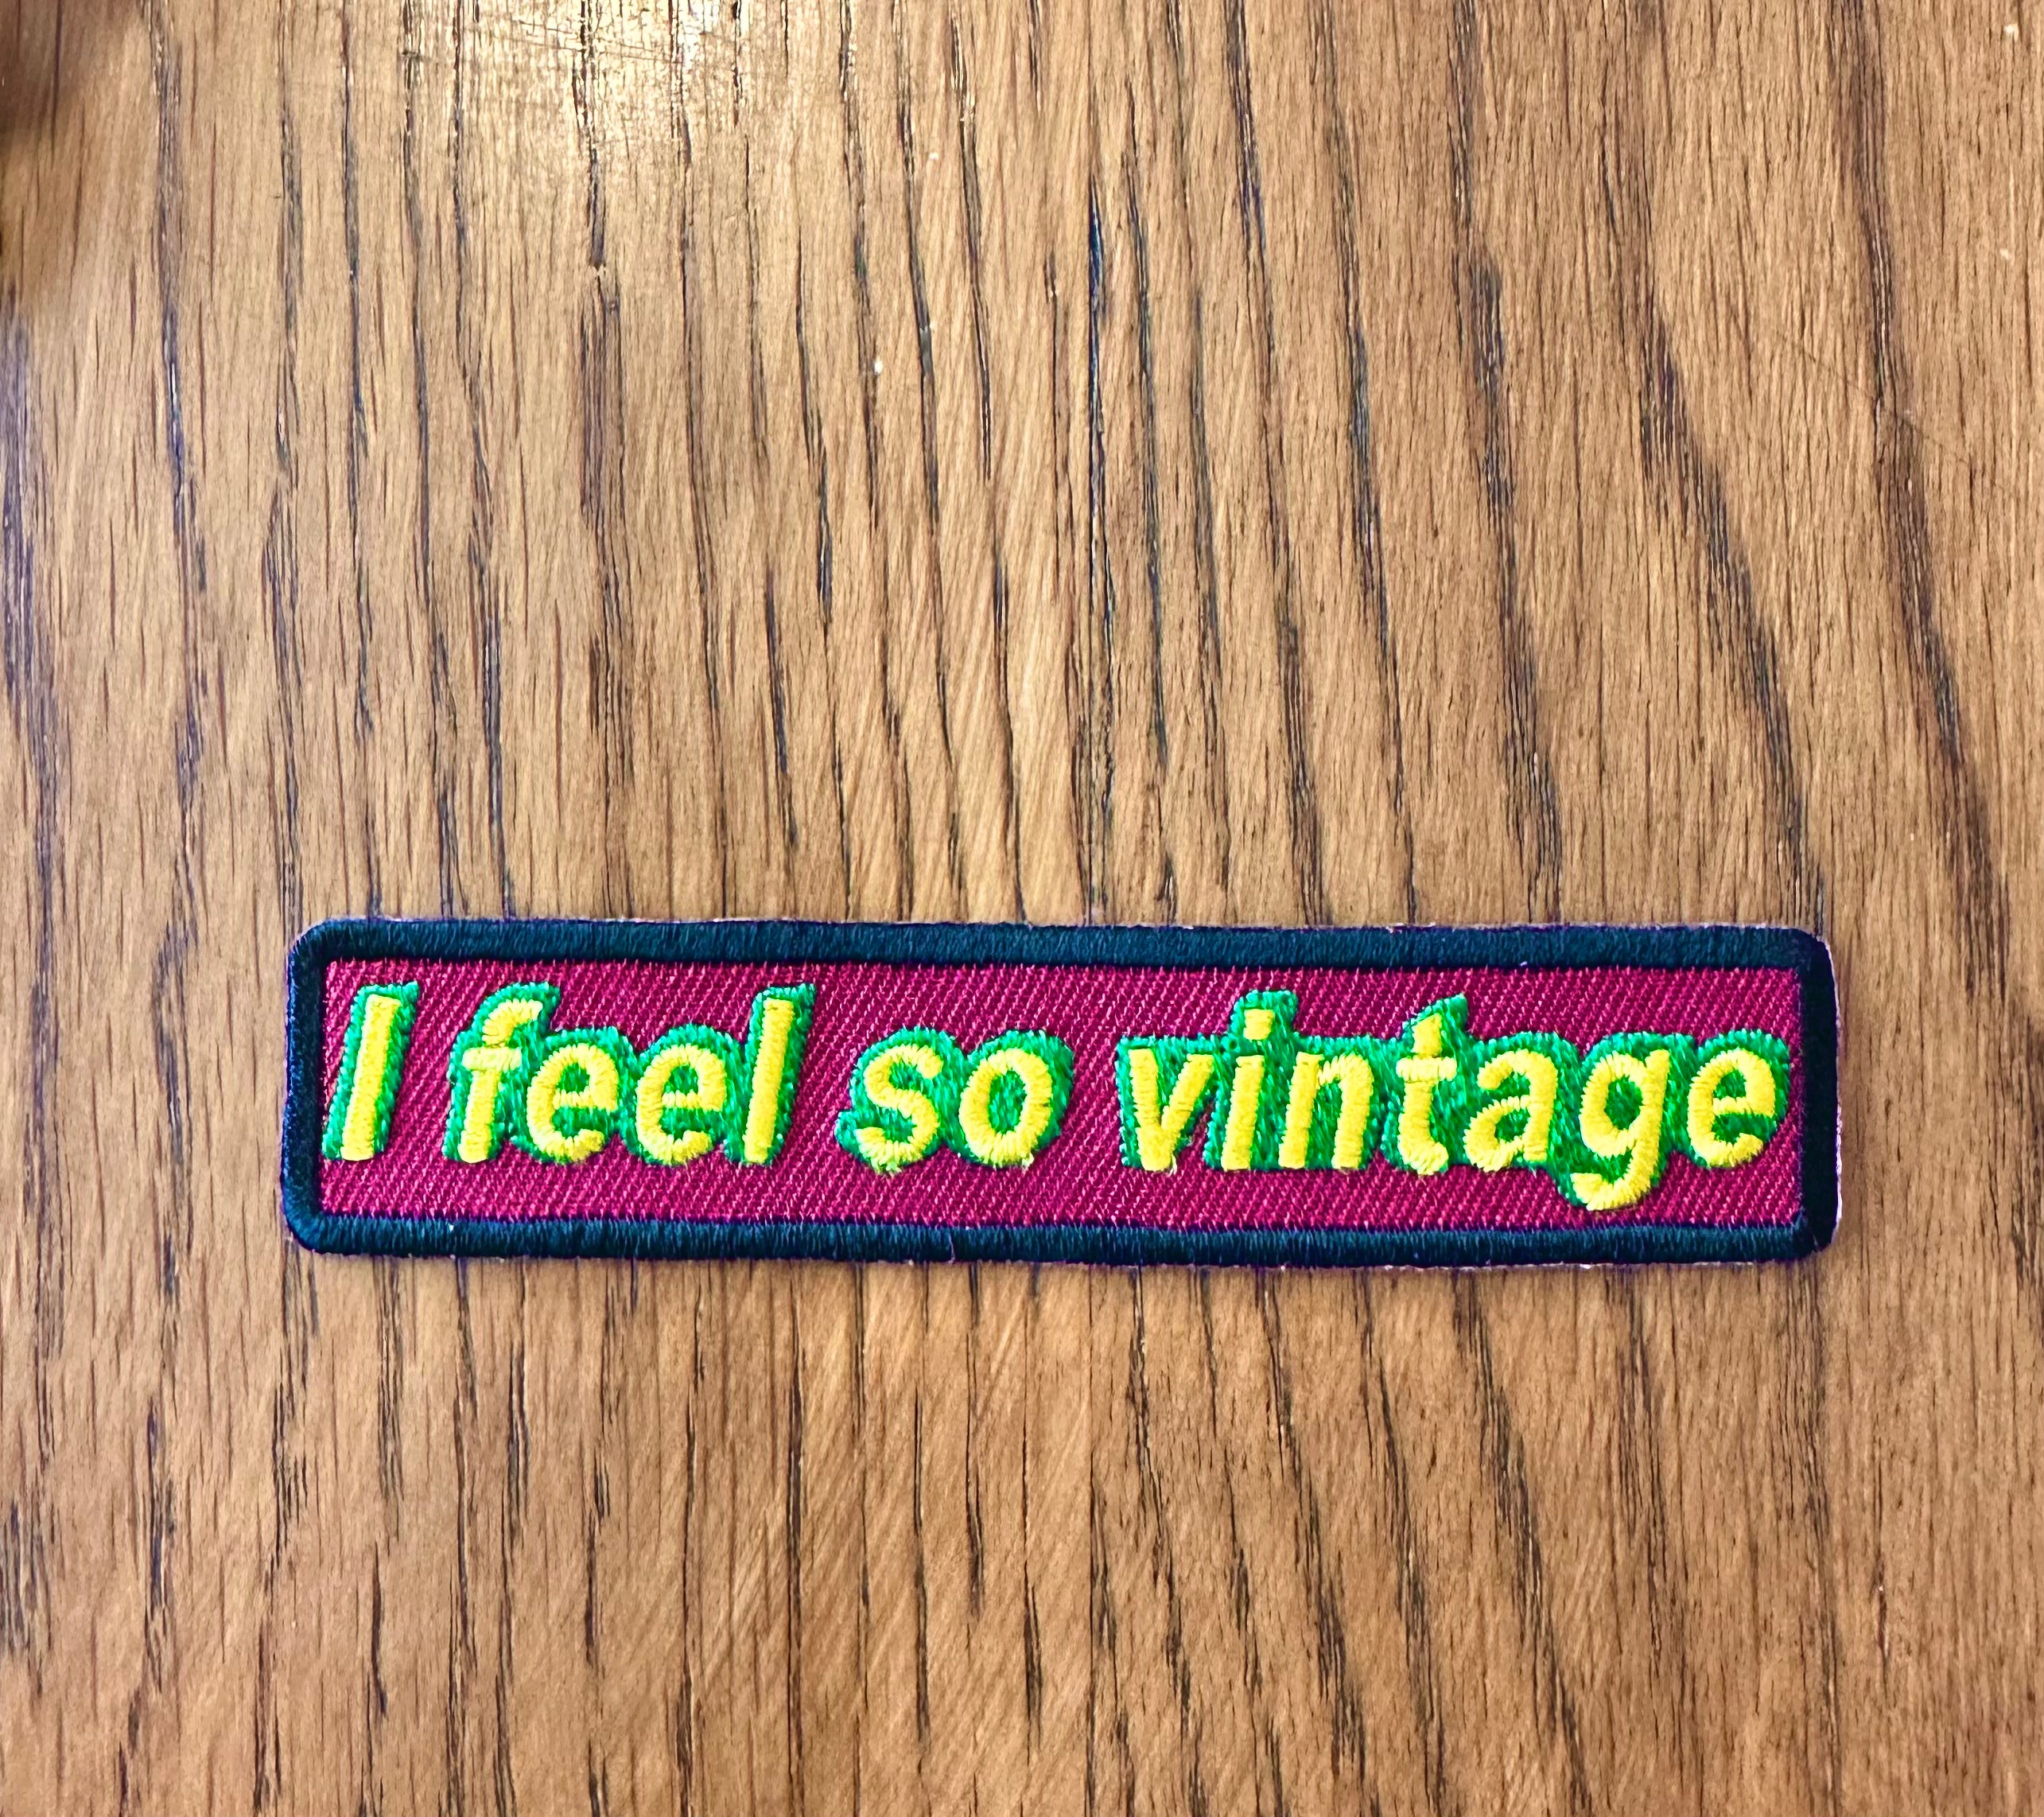 I feel so vintage